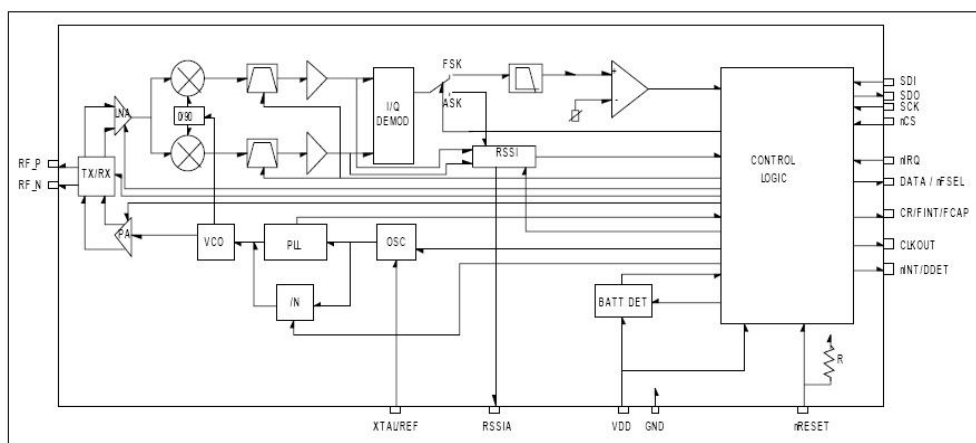 FSK
ASK
LNA
0/90
I/Q
DEMOD
RSSI
CONTROL
LOGIC
SDI
SDO
SCK
nCS
nIRQ
DATA / nFSEL
CR/FINT/FCAP
CLKOUT
nINT/DDET
RF_P
RF_N
TX/RX
PA
VCO
PLL
OSC
/N
BATT DET
R
XTAL/REF
RSSIA
VDD
GND
nRESET
+
-